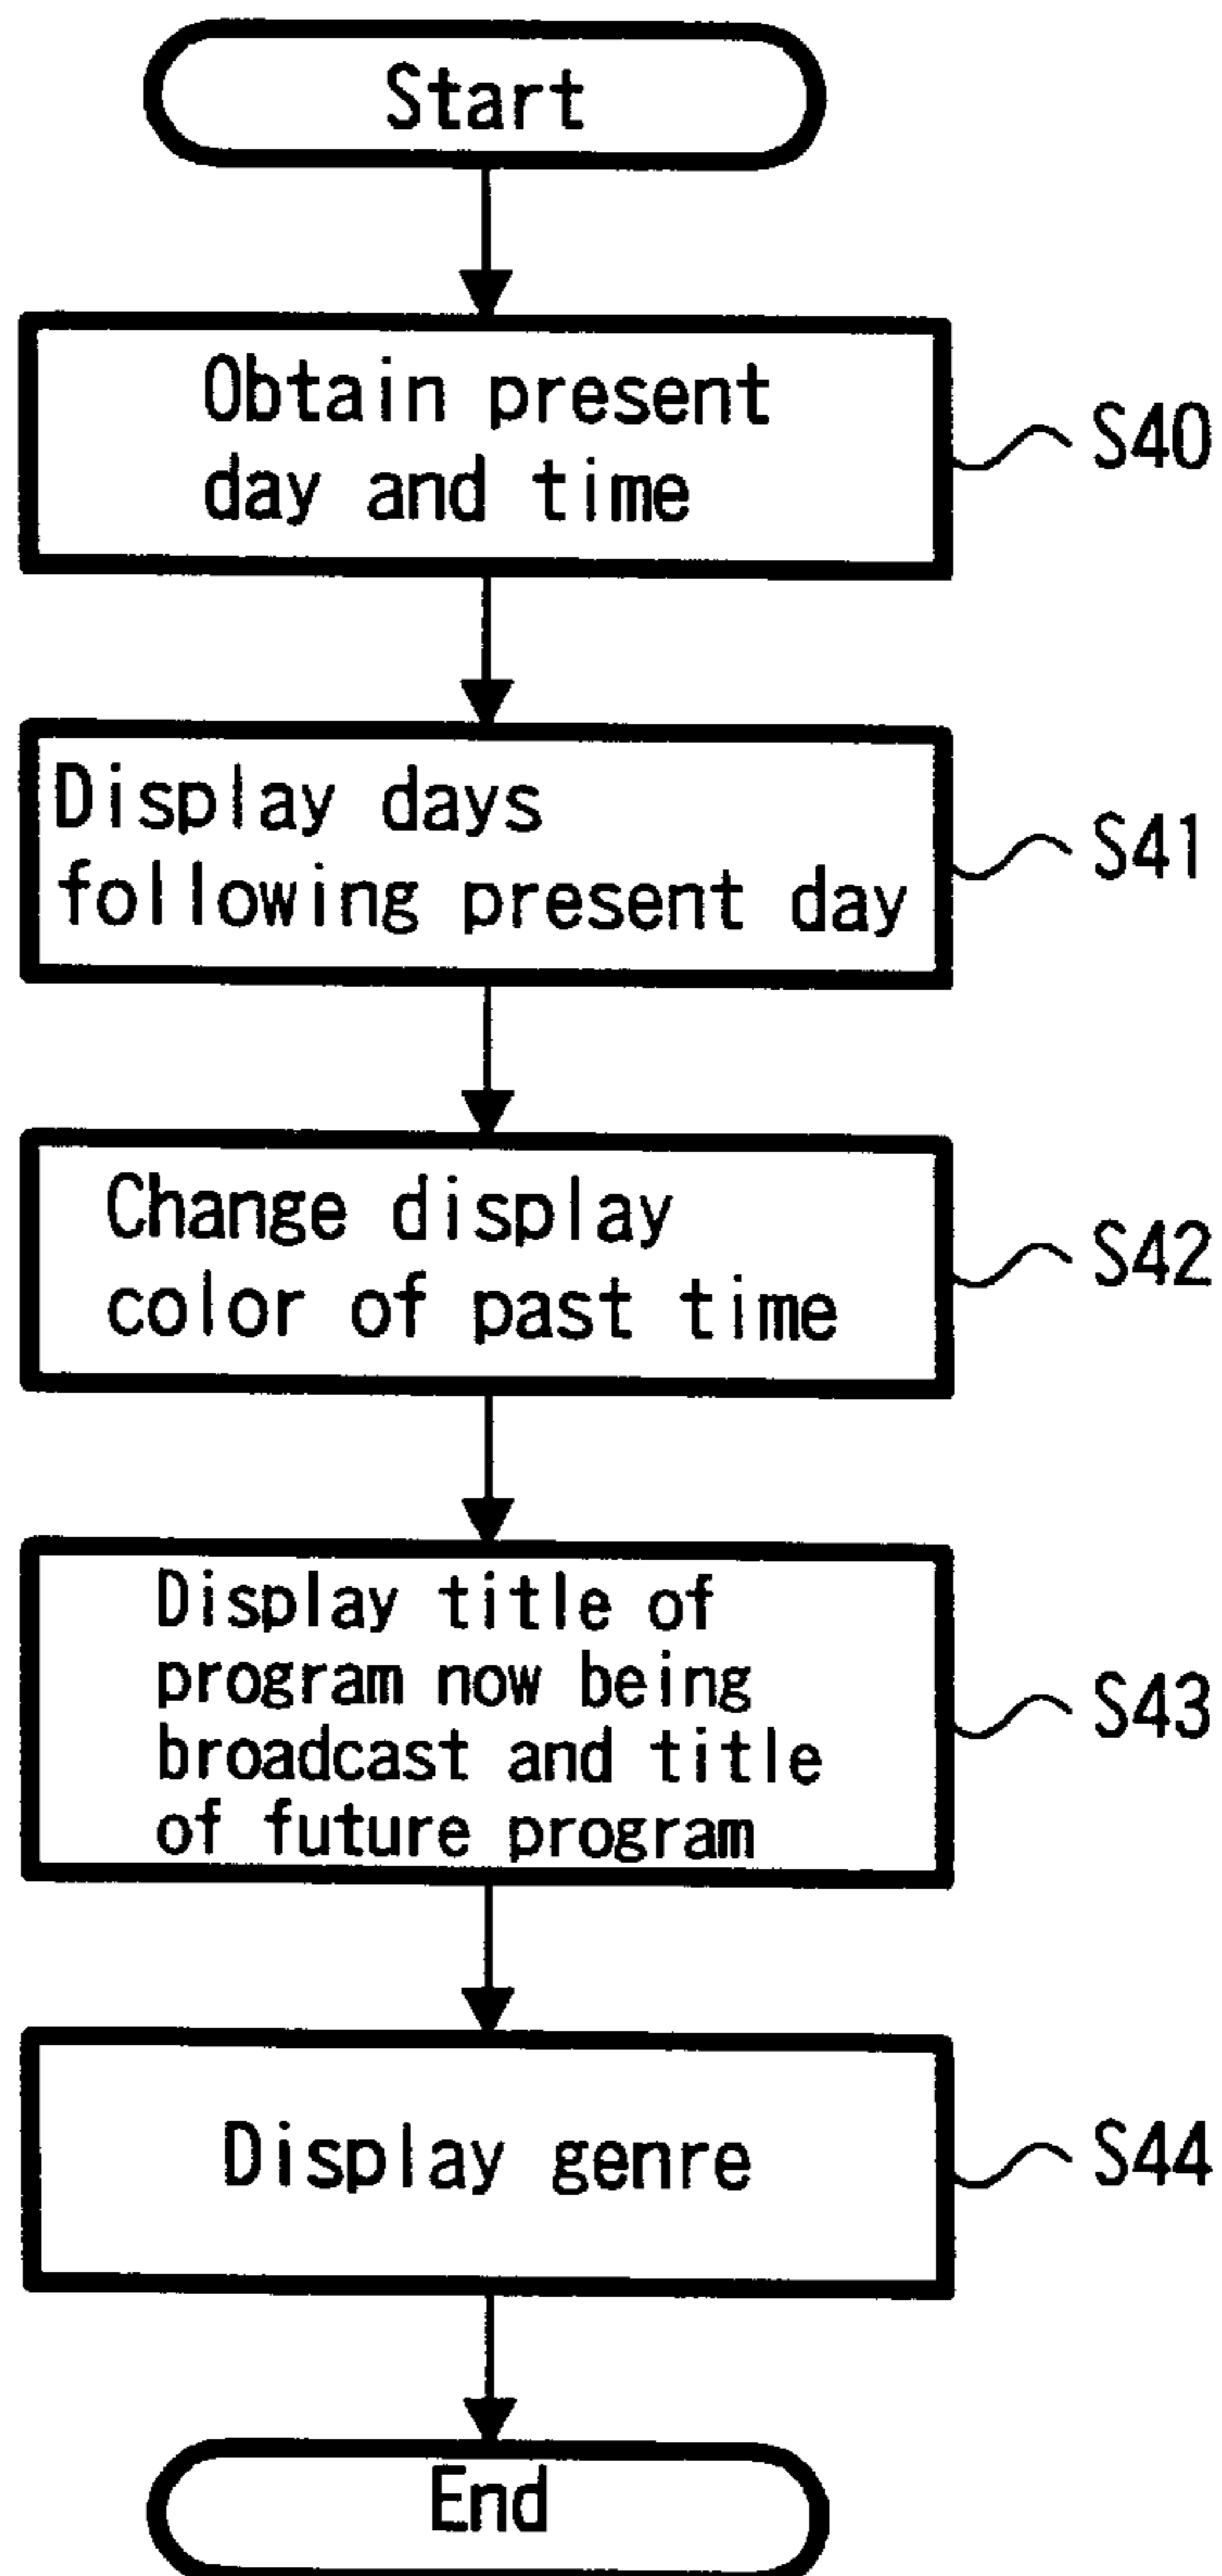 Start
Obtain present
day and time
S40
Display days
following present day
S41
Change display
color of past time
S42
Display title of
program now being
broadcast and title
of future program
S43
Display genre
S44
End